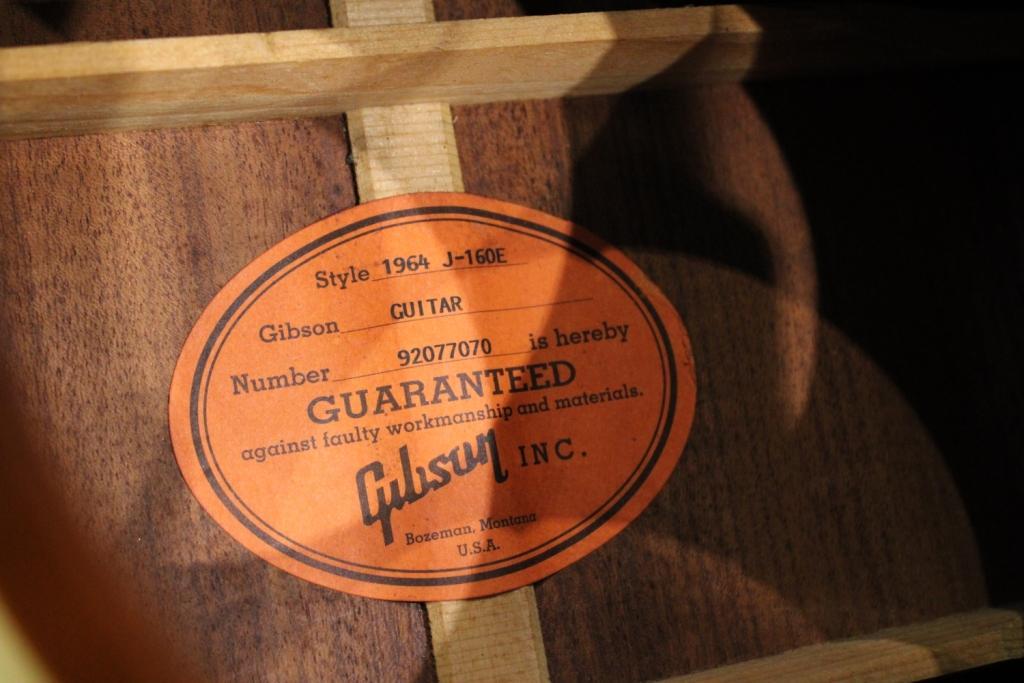 Style 1964 J-160E
Gibson GUITAR
Number 92077070 is hereby
GUARANTEED
against faulty workmanship and materials.
Gibson INC.
Bozeman, Montana
U.S.A.